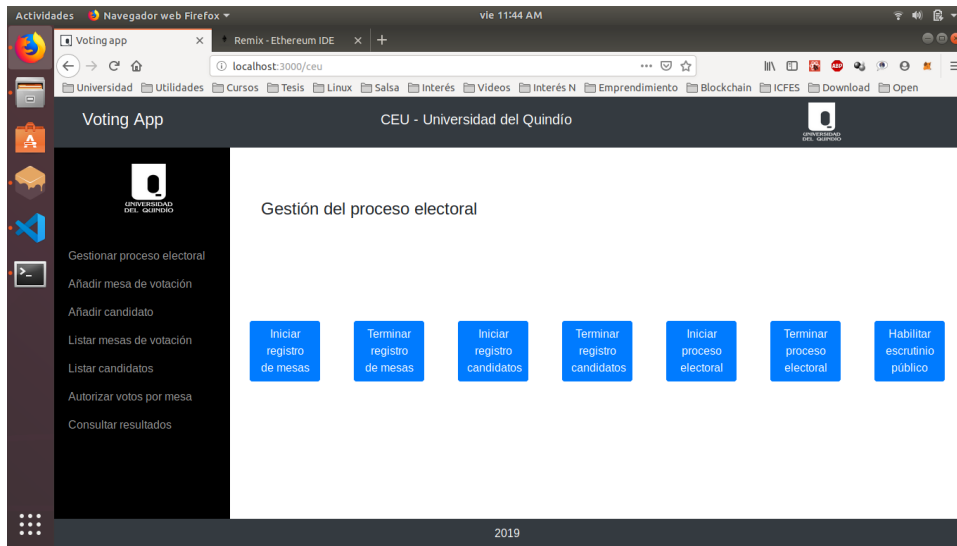 Actividades Navegador web Firefox vie 11:44 AM
Voting app Remix - Ethereum IDE
localhost:3000/ceu
Universidad Utilidades Cursos Tesis Linux Salsa Interés Videos Interés N Emprendimiento Blockchain ICFES Download Open
Voting App CEU - Universidad del Quindío UNIVERSIDAD
DEL QUINDÍO
UNIVERSIDAD
DEL QUINDÍO
Gestión del proceso electoral
Gestionar proceso electoral
Añadir mesa de votación
Añadir candidato
Listar mesas de votación
Listar candidatos
Autorizar votos por mesa
Consultar resultados
Iniciar
registro
de mesas
Terminar
registro
de mesas
Iniciar
registro
candidatos
Terminar
registro
candidatos
Iniciar
proceso
electoral
Terminar
proceso
electoral
Habilitar
escrutinio
público
2019